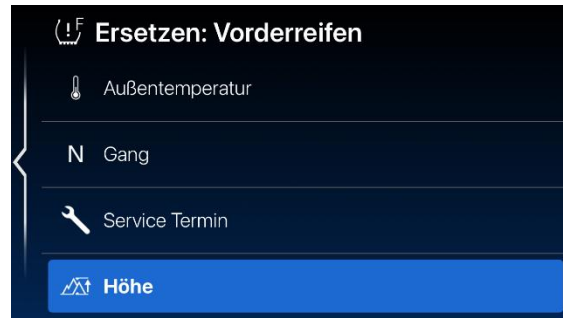 F Ersetzen: Vorderreifen
Außentemperatur
N Gang
Service Termin
Höhe